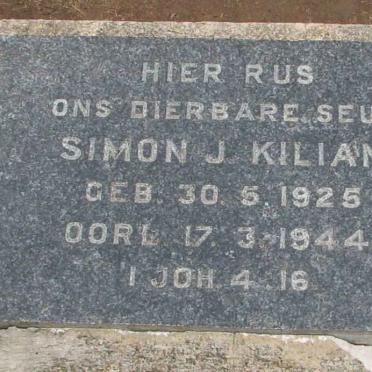 HIER RUS
ONS DIERBARE SEUN
SIMON J KILIAN
GEB. 30. 5. 1925
OORL. 17. 3. 1944
I JOH. 4. 16